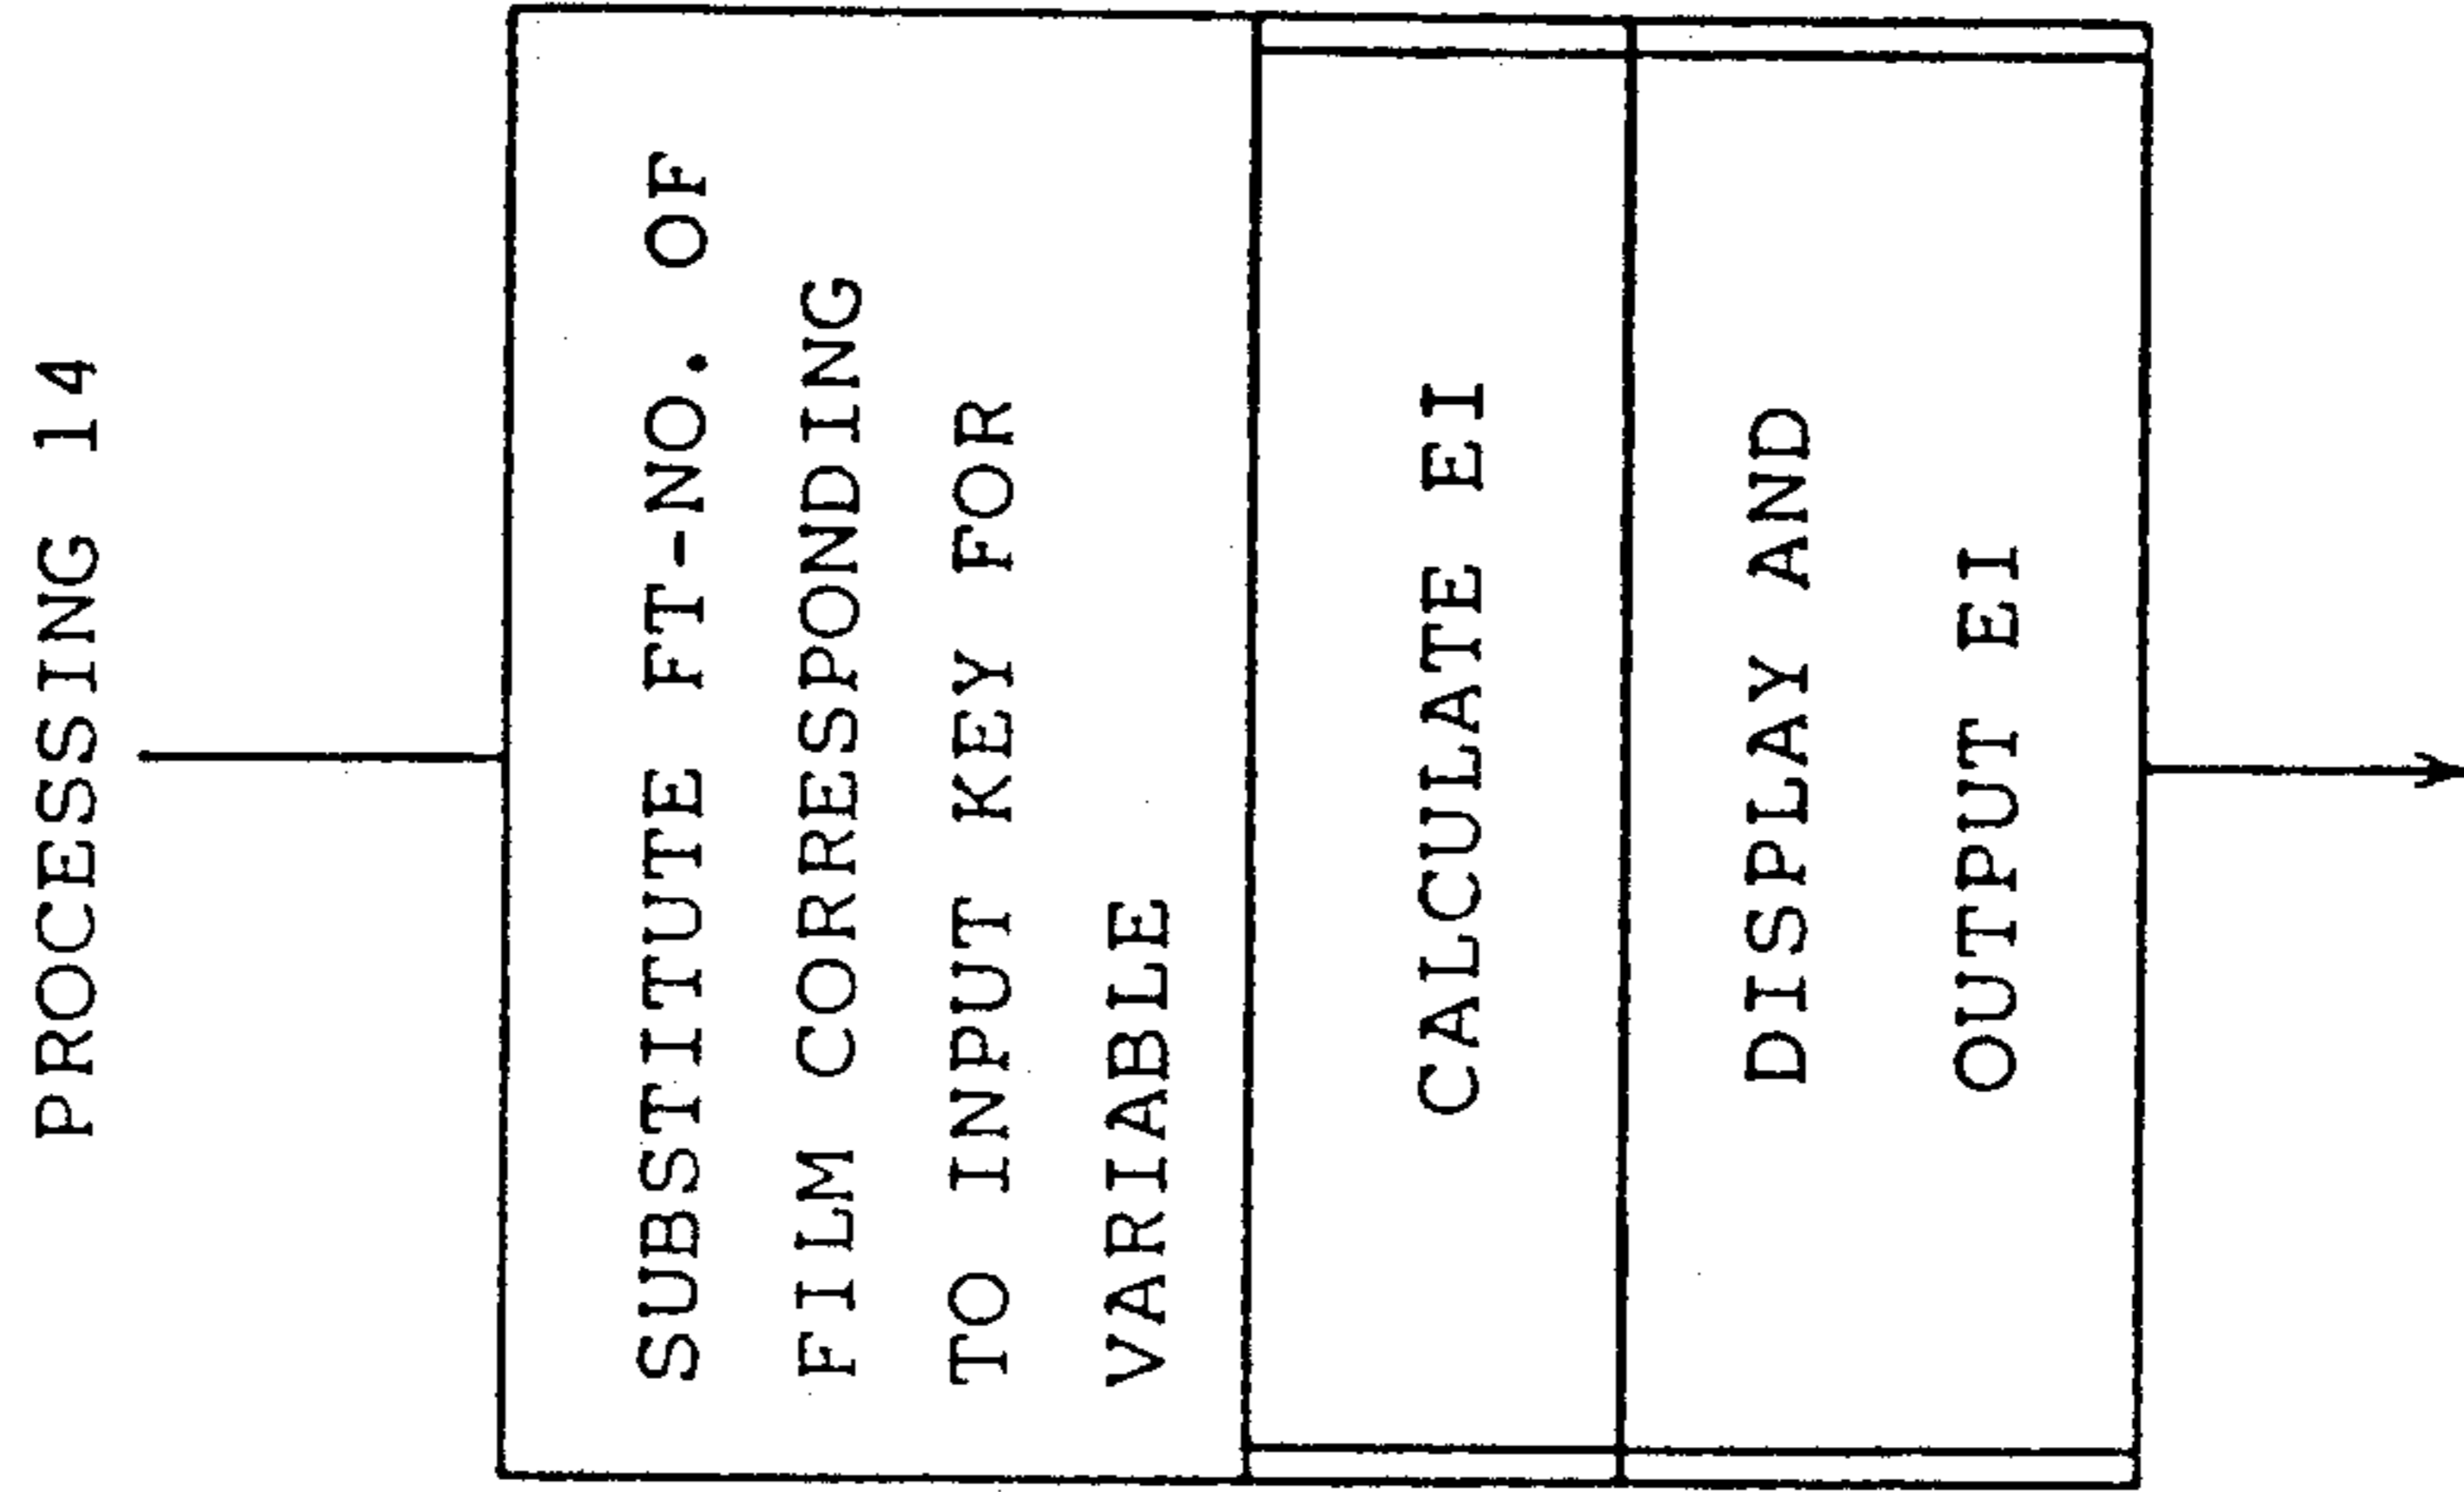 PROCESSING 14
SUBSTITUTE FT-NO. OF
FILM CORRESPONDING
TO INPUT KEY FOR
VARIABLE
CALCULATE EI
DISPLAY AND
OUTPUT EI